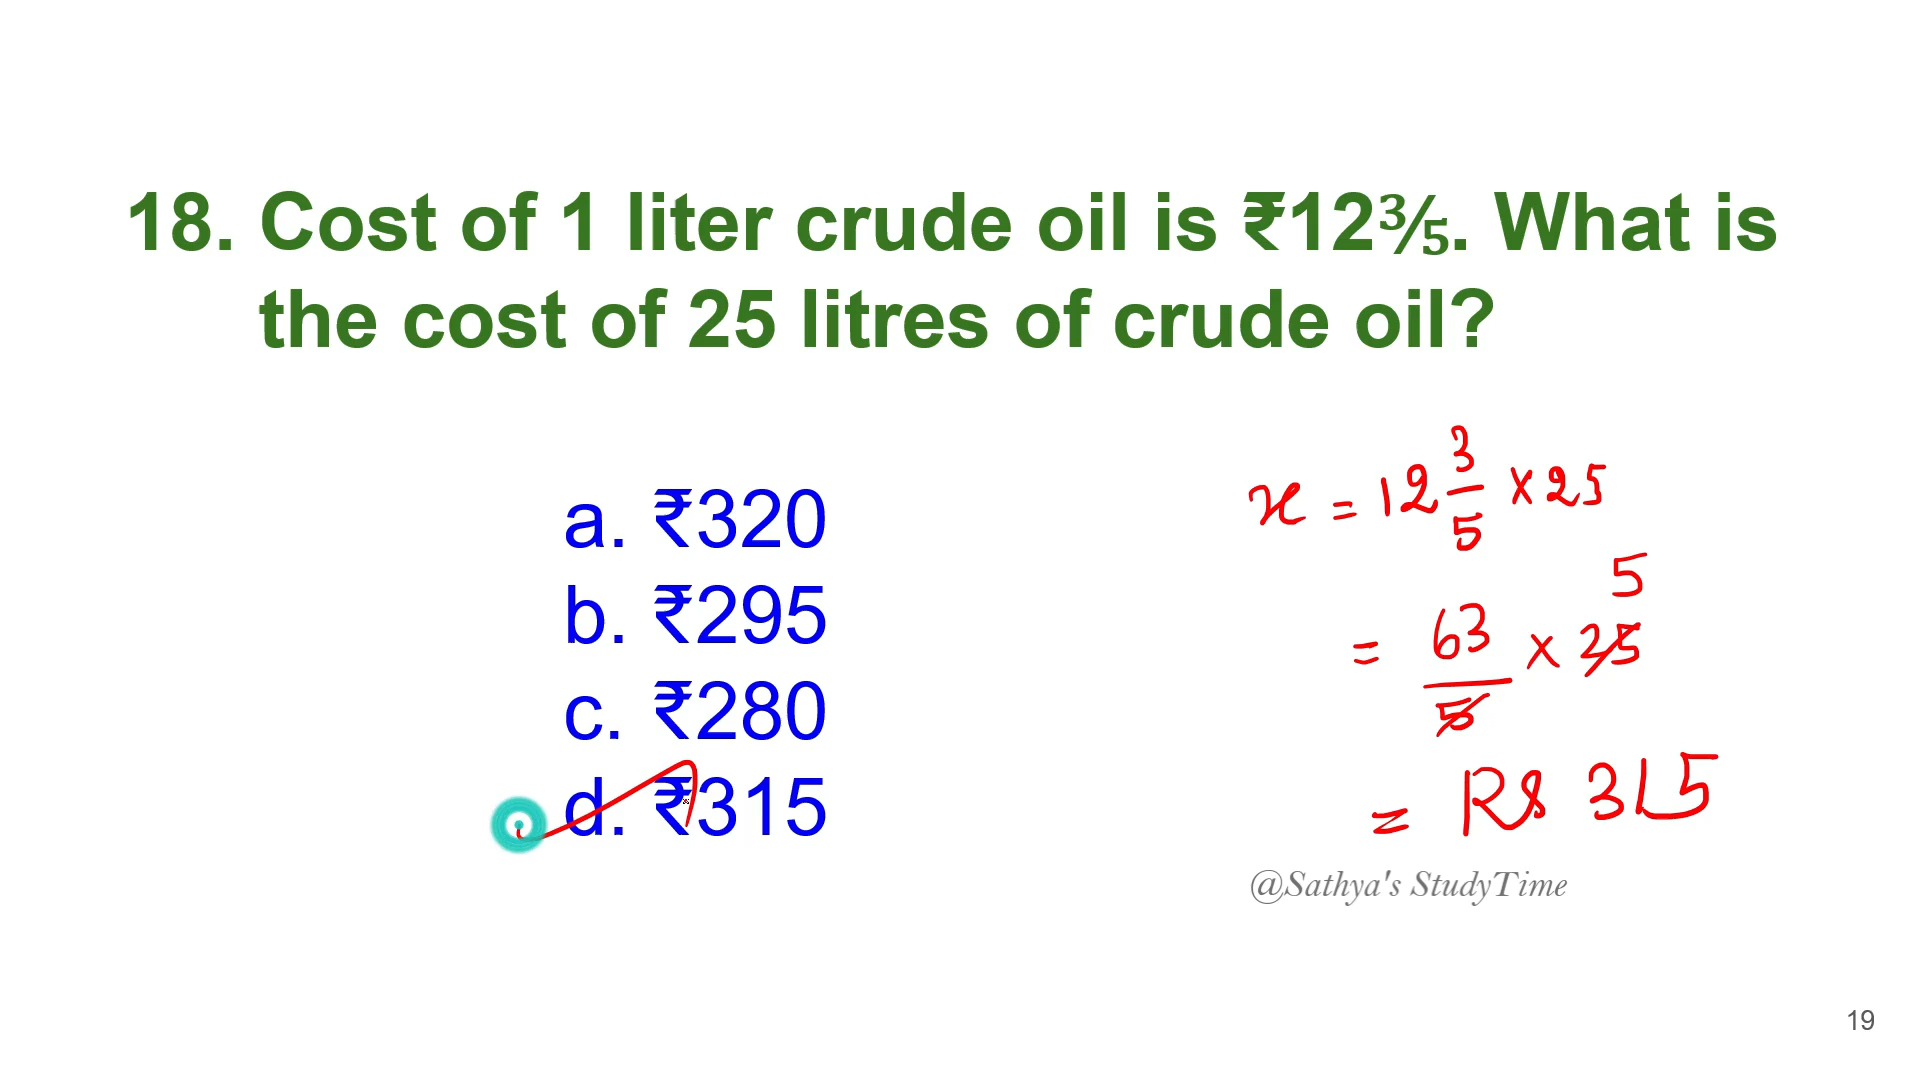 18. Cost of 1 liter crude oil is ₹12⅗. What is
the cost of 25 litres of crude oil?
a. ₹320
b. ₹295
c. ₹280
d. ₹315
x = 12 3/5 × 25
5
= 63/5 × 25
= Rs 315
@Sathya's StudyTime
19